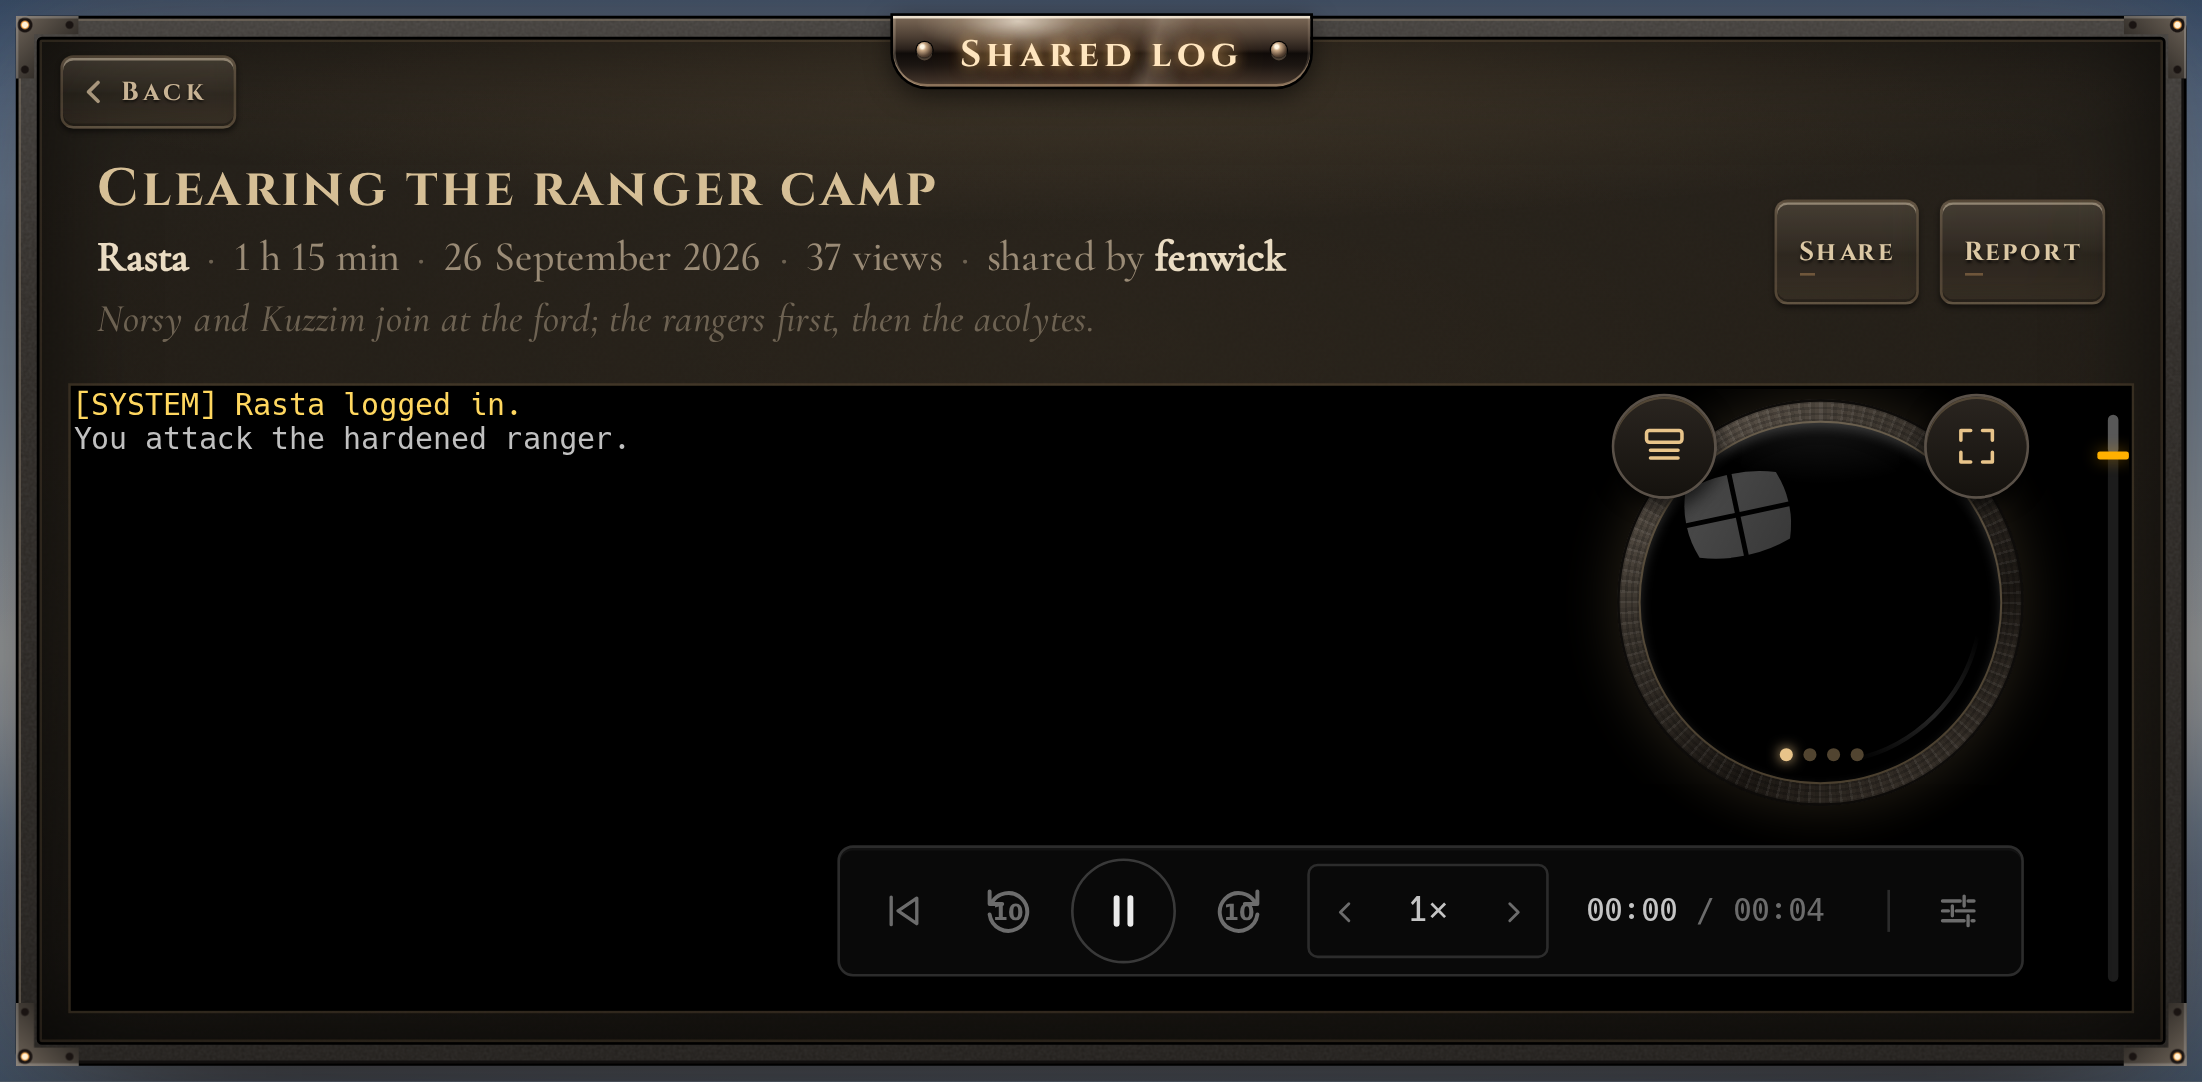 SHARED LOG
BACK
CLEARING THE RANGER CAMP
Rasta · 1 h 15 min · 26 September 2026 · 37 views · shared by fenwick
SHARE
REPORT
Norsy and Kuzzim join at the ford; the rangers first, then the acolytes.
[SYSTEM] Rasta logged in.
You attack the hardened ranger.
10
10
1×
00:00 / 00:04